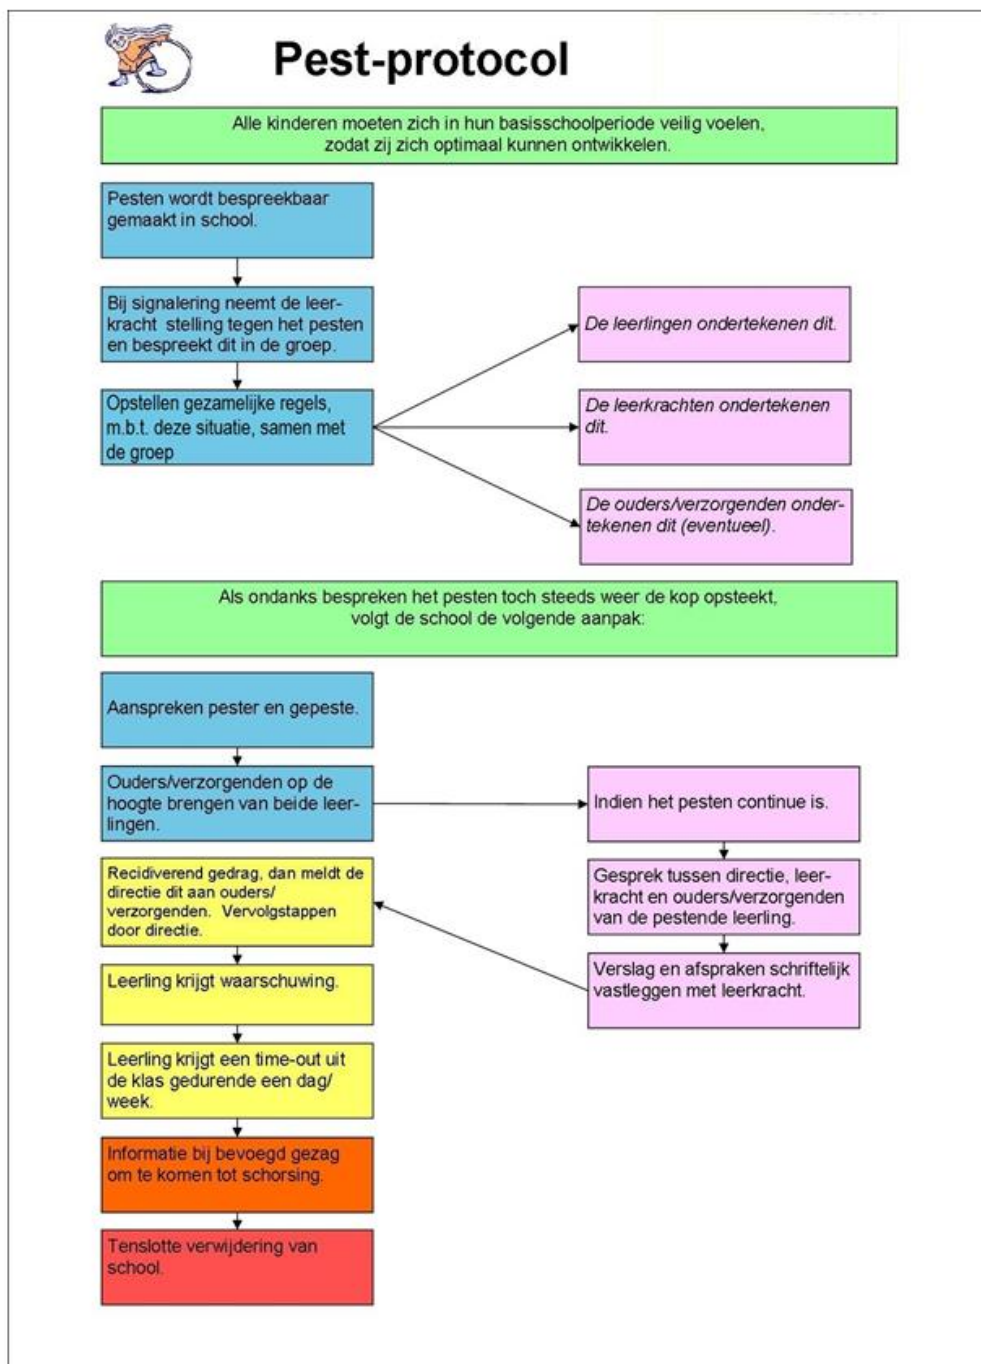 Pest-protocol
Alle kinderen moeten zich in hun basisschoolperiode veilig voelen,
zodat zij zich optimaal kunnen ontwikkelen.
Pesten wordt bespreekbaar
gemaakt in school.
Bij signalering neemt de leer-
kracht stelling tegen het pesten
en bespreekt dit in de groep.
Opstellen gezamelijke regels,
m.b.t. deze situatie, samen met
de groep
De leerlingen ondertekenen dit.
De leerkrachten ondertekenen
dit.
De ouders/verzorgenden onder-
tekenen dit (eventueel).
Als ondanks bespreken het pesten toch steeds weer de kop opsteekt,
volgt de school de volgende aanpak:
Aanspreken pester en gepeste.
Ouders/verzorgenden op de
hoogte brengen van beide leer-
lingen.
Indien het pesten continue is.
Gesprek tussen directie, leer-
kracht en ouders/verzorgenden
van de pestende leerling.
Verslag en afspraken schriftelijk
vastleggen met leerkracht.
Recidiverend gedrag, dan meldt de
directie dit aan ouders/
verzorgenden. Vervolgstappen
door directie.
Leerling krijgt waarschuwing.
Leerling krijgt een time-out uit
de klas gedurende een dag/
week.
Informatie bij bevoegd gezag
om te komen tot schorsing.
Tenslotte verwijdering van
school.